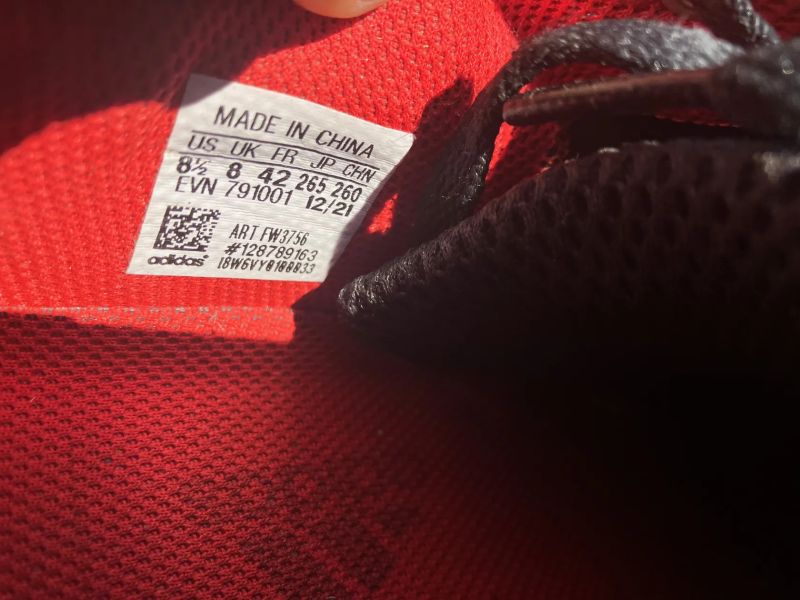 MADE IN CHINA
US UK FR JP CHN
8½ 8 42 265 260
EVN 791001 12/21
ART FW3756
#128789163
I8W6VY0100033
adidas®